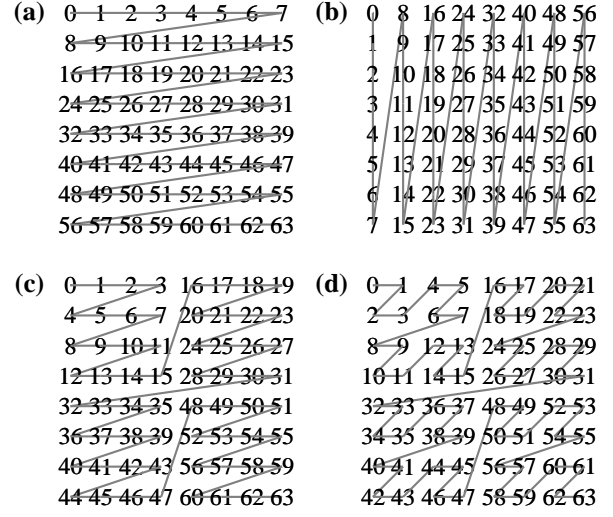 (a) 0 1 2 3 4 5 6 7
8 9 10 11 12 13 14 15
16 17 18 19 20 21 22 23
24 25 26 27 28 29 30 31
32 33 34 35 36 37 38 39
40 41 42 43 44 45 46 47
48 49 50 51 52 53 54 55
56 57 58 59 60 61 62 63
(b) 0 8 16 24 32 40 48 56
1 9 17 25 33 41 49 57
2 10 18 26 34 42 50 58
3 11 19 27 35 43 51 59
4 12 20 28 36 44 52 60
5 13 21 29 37 45 53 61
6 14 22 30 38 46 54 62
7 15 23 31 39 47 55 63
(c) 0 1 2 3 16 17 18 19
4 5 6 7 20 21 22 23
8 9 10 11 24 25 26 27
12 13 14 15 28 29 30 31
32 33 34 35 48 49 50 51
36 37 38 39 52 53 54 55
40 41 42 43 56 57 58 59
44 45 46 47 60 61 62 63
(d) 0 1 4 5 16 17 20 21
2 3 6 7 18 19 22 23
8 9 12 13 24 25 28 29
10 11 14 15 26 27 30 31
32 33 36 37 48 49 52 53
34 35 38 39 50 51 54 55
40 41 44 45 56 57 60 61
42 43 46 47 58 59 62 63